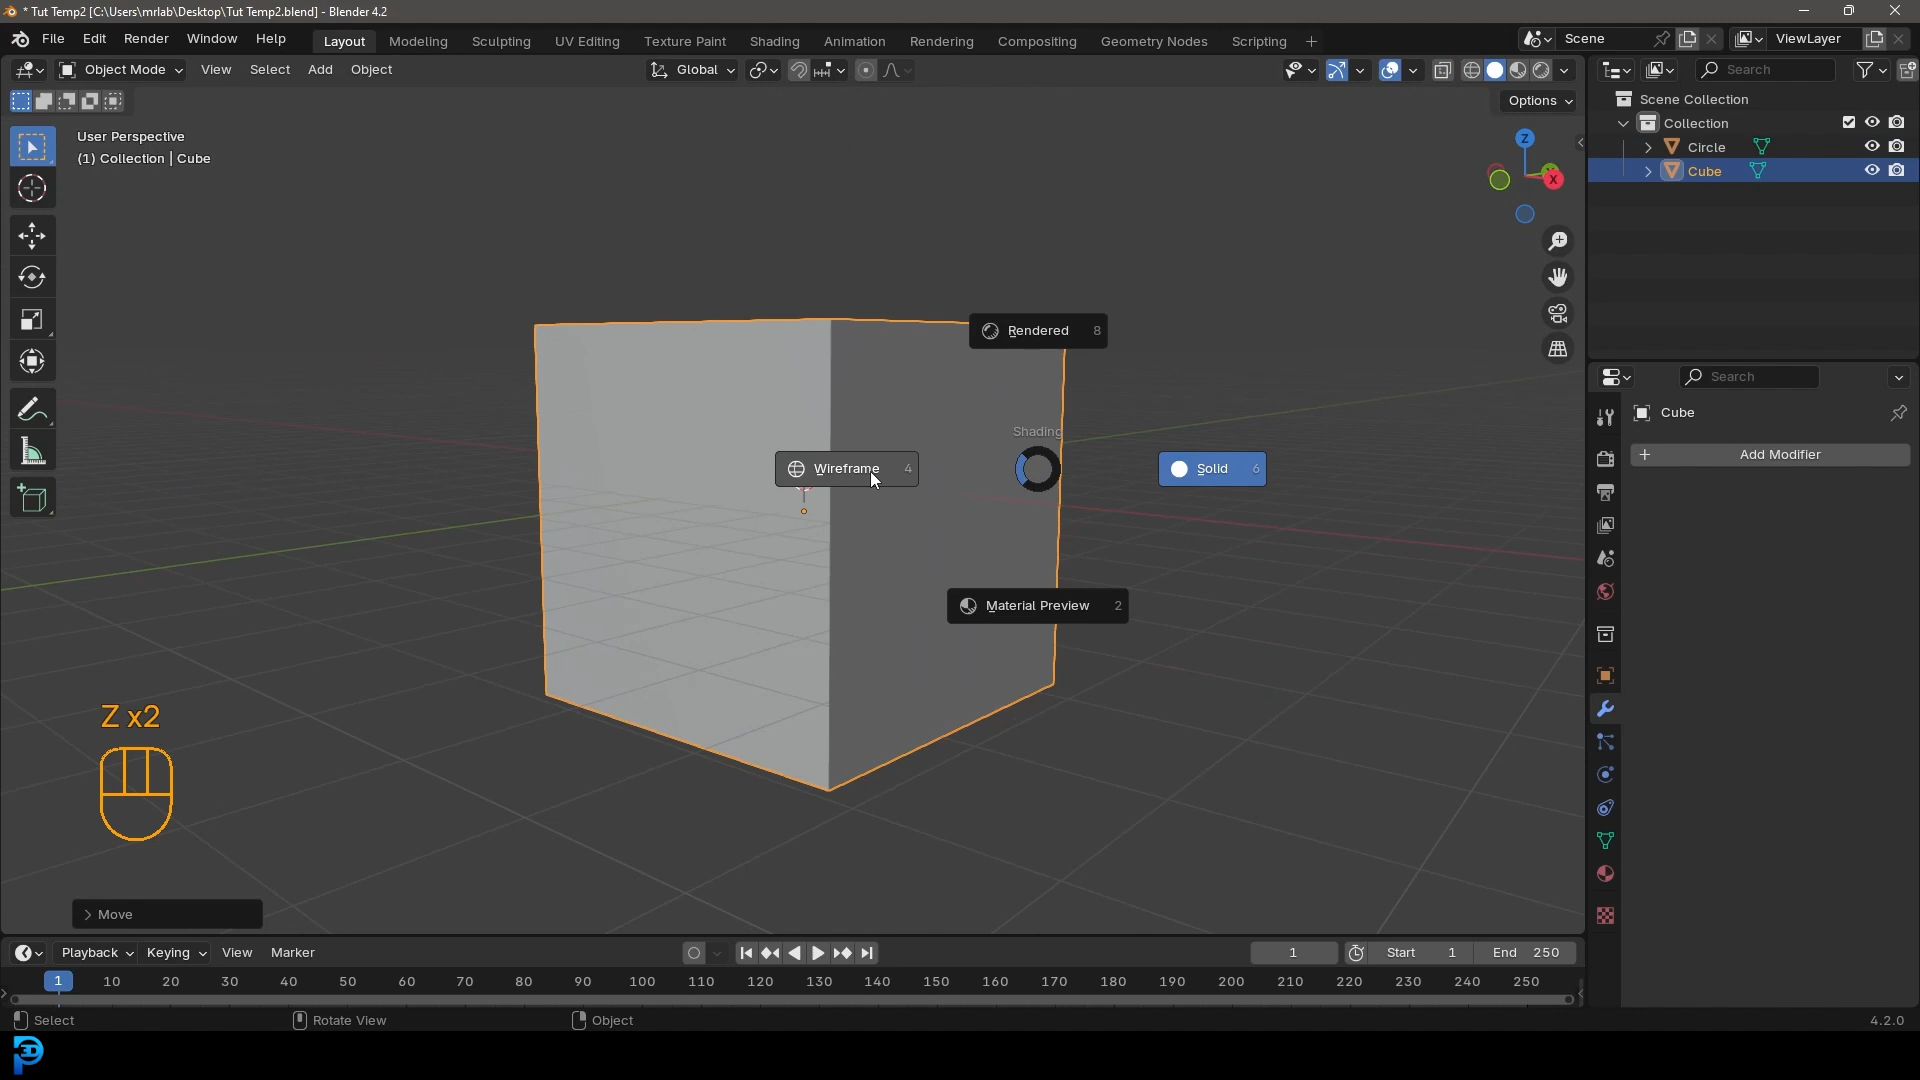 * Tut Temp2 [C:\Users\mrlab\Desktop\Tut Temp2.blend] - Blender 4.2
File Edit Render Window Help Layout Modeling Sculpting UV Editing Texture Paint Shading Animation Rendering Compositing Geometry Nodes Scripting + Scene ViewLayer
Object Mode View Select Add Object Global Search
Options
User Perspective
(1) Collection | Cube
Z
X
Scene Collection
Collection
Circle
Cube
Rendered 8
Shading
Wireframe 4
Solid 6
Material Preview 2
Search
Cube
+ Add Modifier
Z x2
Move
Playback Keying View Marker 1 Start 1 End 250
1 10 20 30 40 50 60 70 80 90 100 110 120 130 140 150 160 170 180 190 200 210 220 230 240 250
Select Rotate View Object 4.2.0